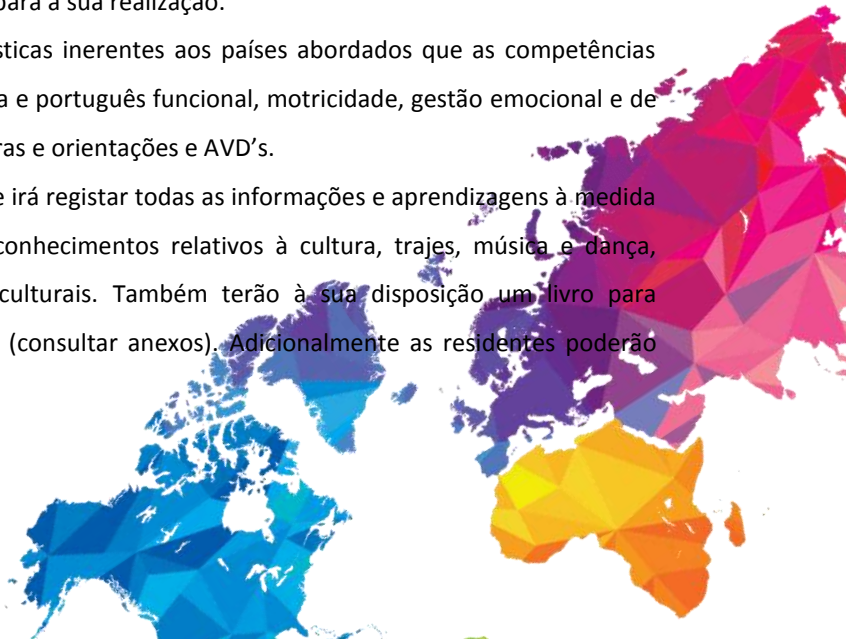 para a sua realização.
sticas inerentes aos países abordados que as competências
a e português funcional, motricidade, gestão emocional e de
ras e orientações e AVD's.
e irá registar todas as informações e aprendizagens à medida
conhecimentos relativos à cultura, trajes, música e dança,
culturais. Também terão à sua disposição um livro para
(consultar anexos). Adicionalmente as residentes poderão